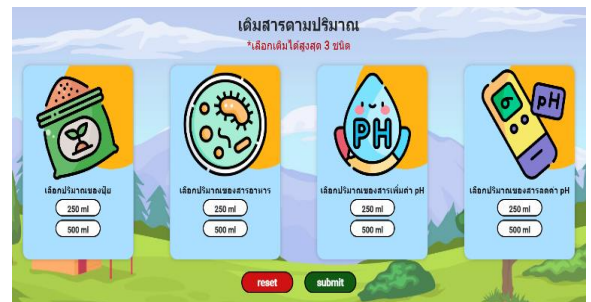 เติมสารตามปริมาณ
*เลือกเติมได้สูงสุด 3 ชนิด
เลือกปริมาณของปุ๋ย
250 ml
500 ml
เลือกปริมาณของสารอาหาร
250 ml
500 ml
PH
เลือกปริมาณของสารเพิ่มค่า pH
250 ml
500 ml
6
pH
เลือกปริมาณของสารลดค่า pH
250 ml
500 ml
reset
submit